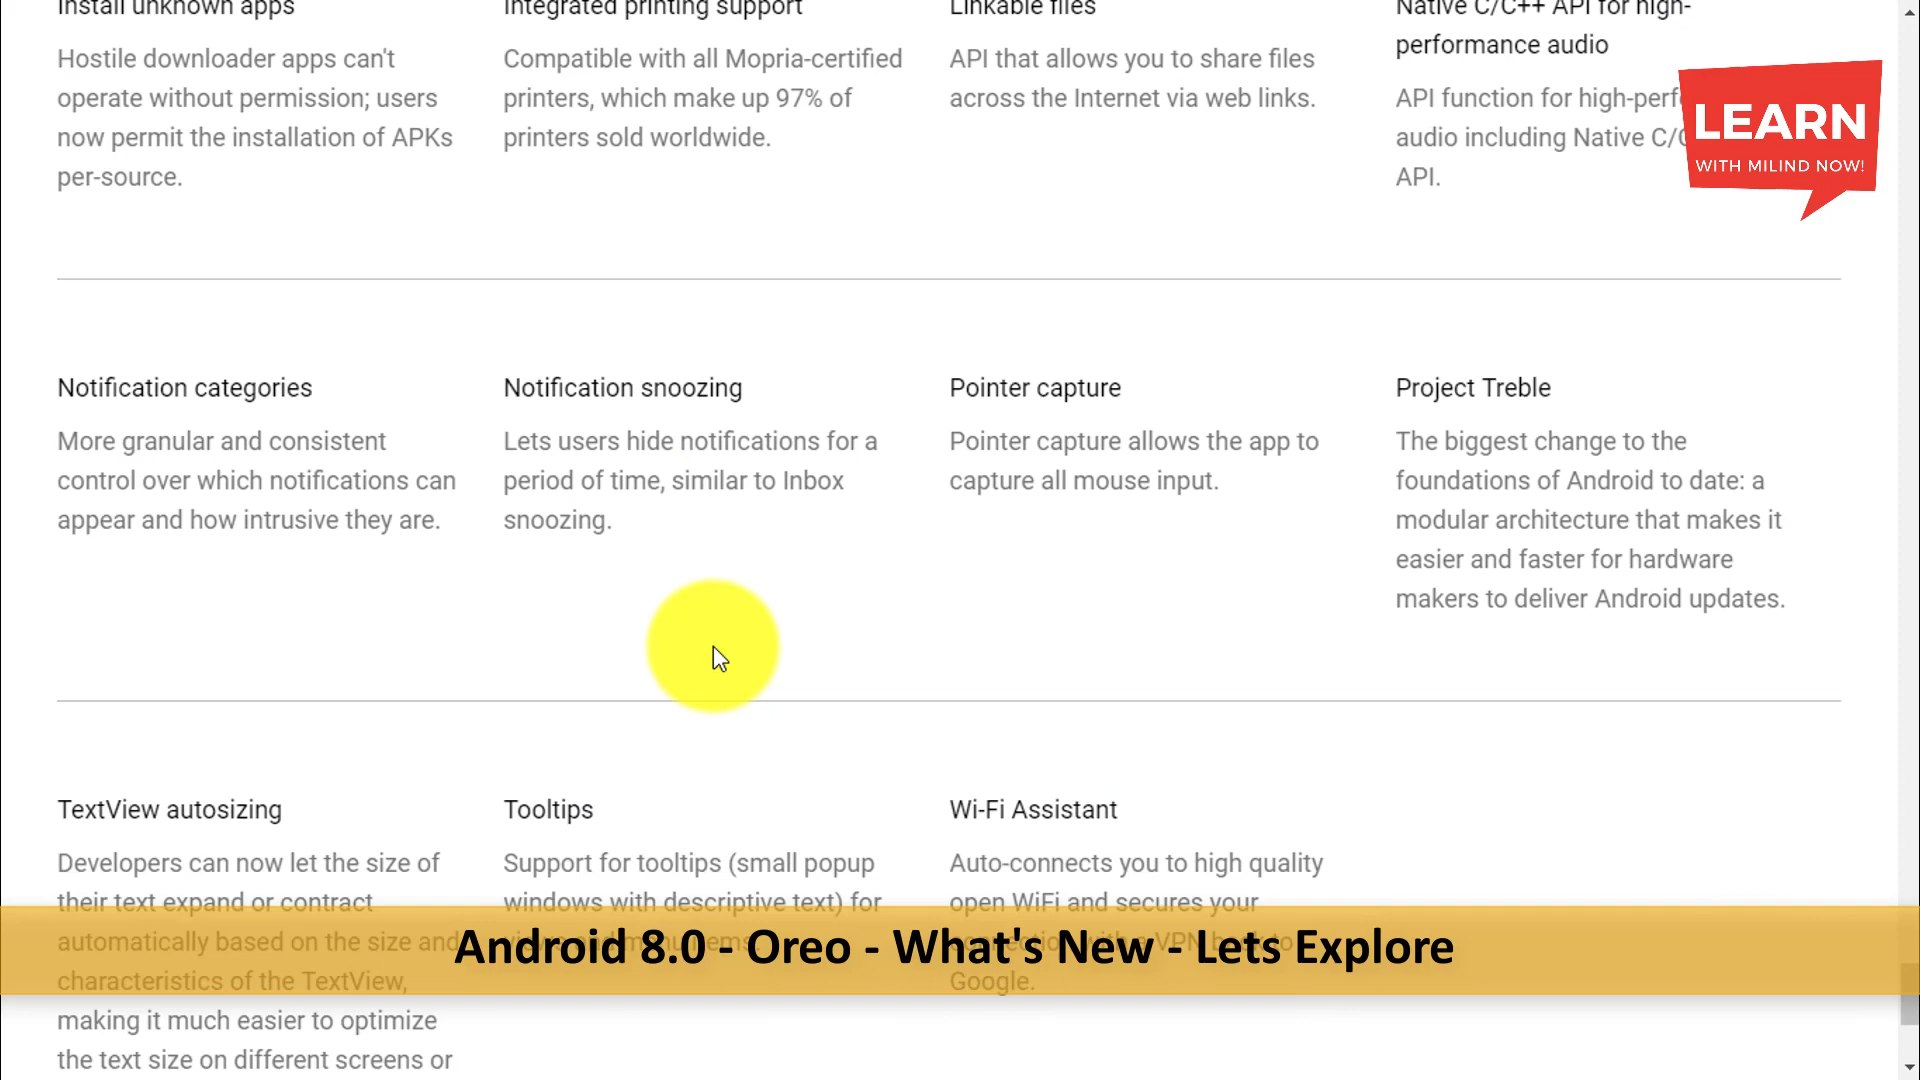 Install unknown apps
Hostile downloader apps can't
operate without permission; users
now permit the installation of APKs
per-source.
Integrated printing support
Compatible with all Mopria-certified
printers, which make up 97% of
printers sold worldwide.
Linkable files
API that allows you to share files
across the Internet via web links.
Native C/C++ API for high-
performance audio
API function for high-perf
audio including Native C/C
API.
LEARN
WITH MILIND NOW!
Notification categories
More granular and consistent
control over which notifications can
appear and how intrusive they are.
Notification snoozing
Lets users hide notifications for a
period of time, similar to Inbox
snoozing.
Pointer capture
Pointer capture allows the app to
capture all mouse input.
Project Treble
The biggest change to the
foundations of Android to date: a
modular architecture that makes it
easier and faster for hardware
makers to deliver Android updates.
TextView autosizing
Developers can now let the size of
their text expand or contract
automatically based on the size and
characteristics of the TextView,
making it much easier to optimize
the text size on different screens or
Tooltips
Support for tooltips (small popup
windows with descriptive text) for
Wi-Fi Assistant
Auto-connects you to high quality
open WiFi and secures your
Google.
Android 8.0 - Oreo - What's New - Lets Explore